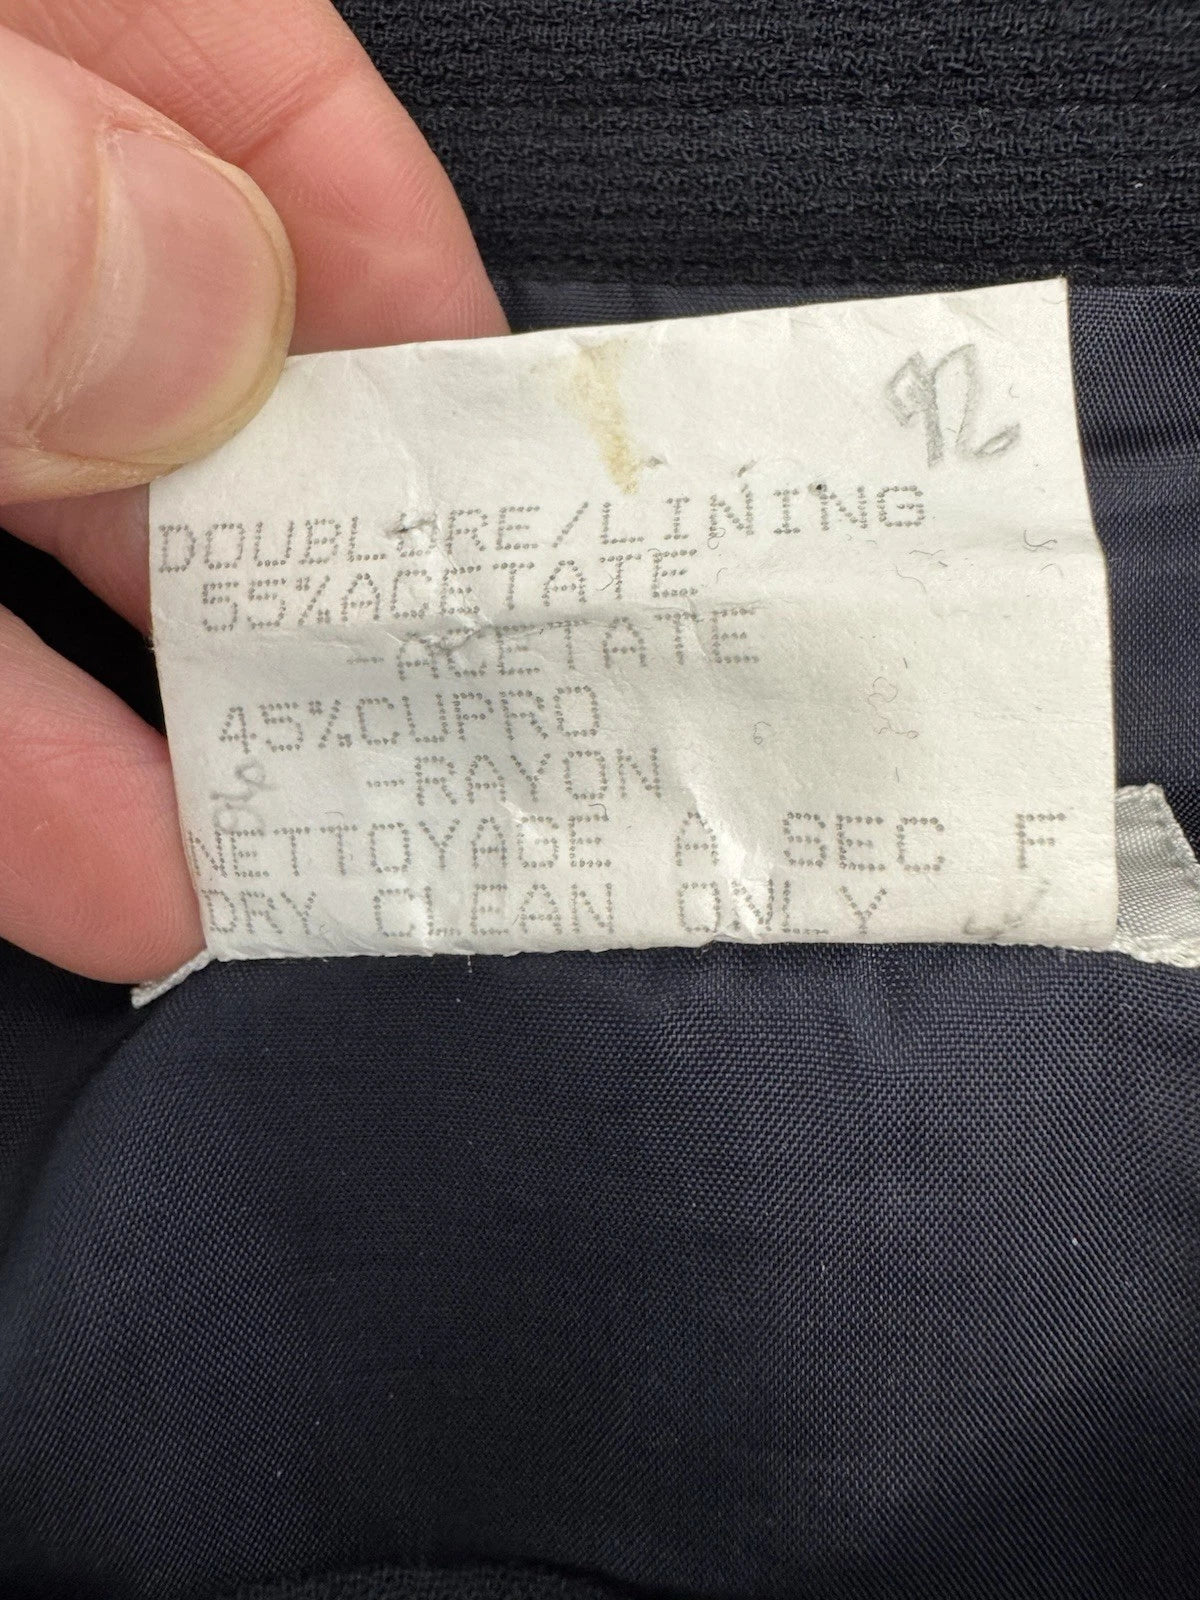 DOUBLURE/LINING
55%ACETATE
-ACETATE
45%CUPRO
-RAYON
NETTOYAGE A SEC F
DRY CLEAN ONLY